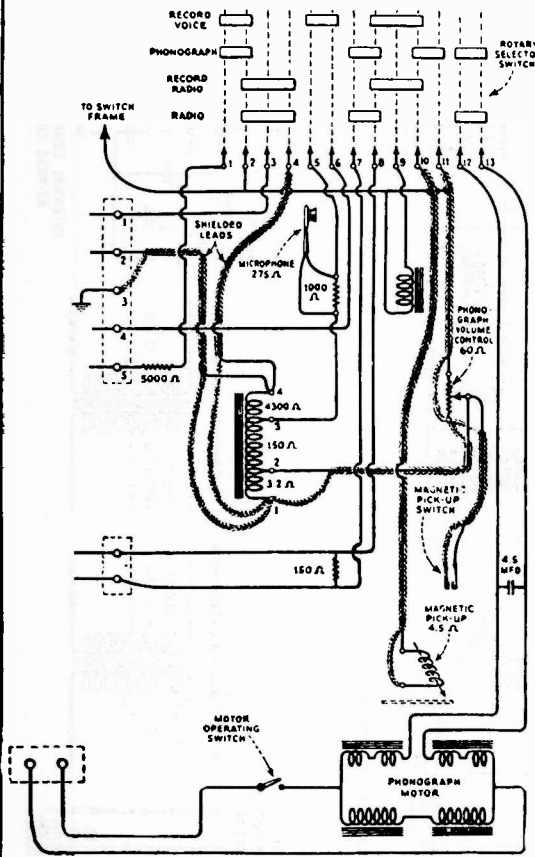 RECORD
VOICE
PHONOGRAPH
ROTARY
SELECTOR
SWITCH
RECORD
RADIO
RADIO
TO SWITCH
FRAME
1 2 3 4 5 6 7 8 9 10 11 12 13
1
2
3
4
5
SHIELDED
LEADS
MICROPHONE
275 Ω
1000
Ω
PHONO-
GRAPH
VOLUME
CONTROL
60 Ω
5000 Ω
4
4300 Ω
3
150 Ω
2
3.2 Ω
1
MAGNETIC
PICK-UP
SWITCH
150 Ω
4.5
MFD
MAGNETIC
PICK-UP
4.5 Ω
MOTOR
OPERATING
SWITCH
PHONOGRAPH
MOTOR